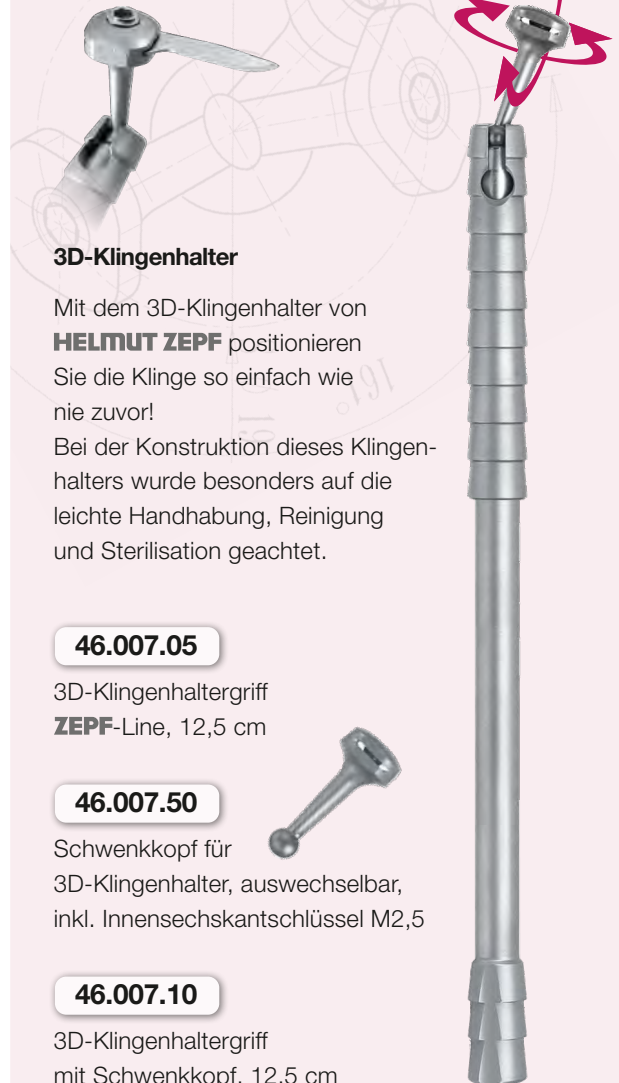 3D-Klingenhalter
Mit dem 3D-Klingenhalter von
HELMUT ZEPF positionieren
Sie die Klinge so einfach wie
nie zuvor!
Bei der Konstruktion dieses Klingen-
halters wurde besonders auf die
leichte Handhabung, Reinigung
und Sterilisation geachtet.
46.007.05
3D-Klingenhaltergriff
ZEPF-Line, 12,5 cm
46.007.50
Schwenkkopf für
3D-Klingenhalter, auswechselbar,
inkl. Innensechskantschlüssel M2,5
46.007.10
3D-Klingenhaltergriff
mit Schwenkkopf, 12,5 cm